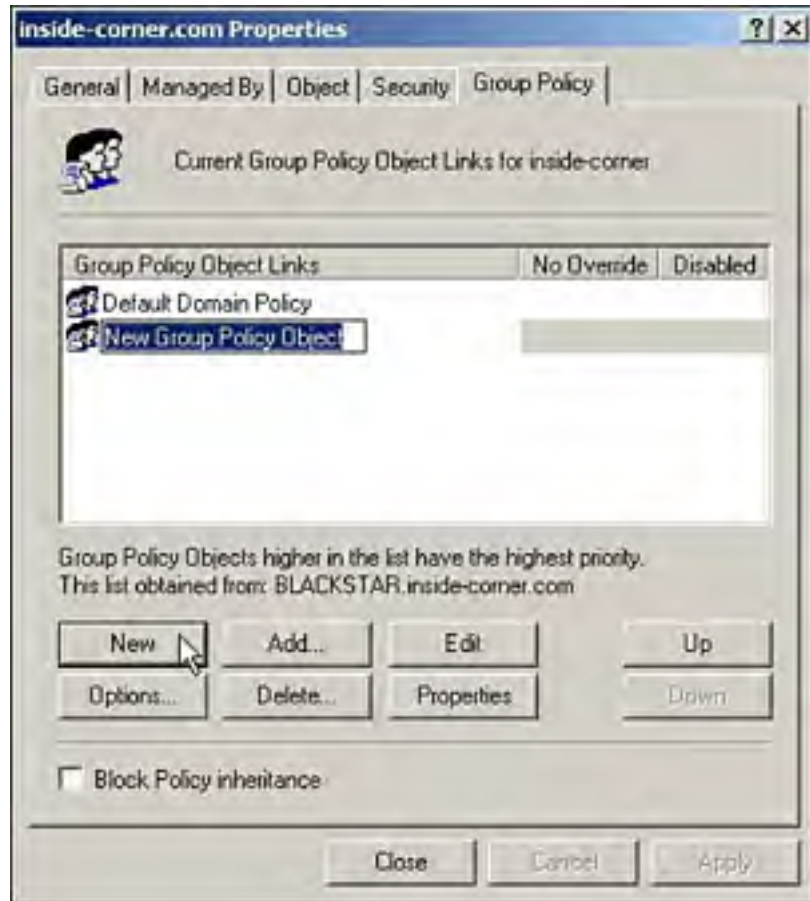 inside-corner.com Properties
General Managed By Object Security Group Policy
Current Group Policy Object Links for inside-corner
Group Policy Object Links No Override Disabled
Default Domain Policy
New Group Policy Object
Group Policy Objects higher in the list have the highest priority.
This list obtained from: BLACKSTAR.inside-corner.com
New Add... Edit Up
Options... Delete... Properties Down
Block Policy inheritance
Close Cancel Apply